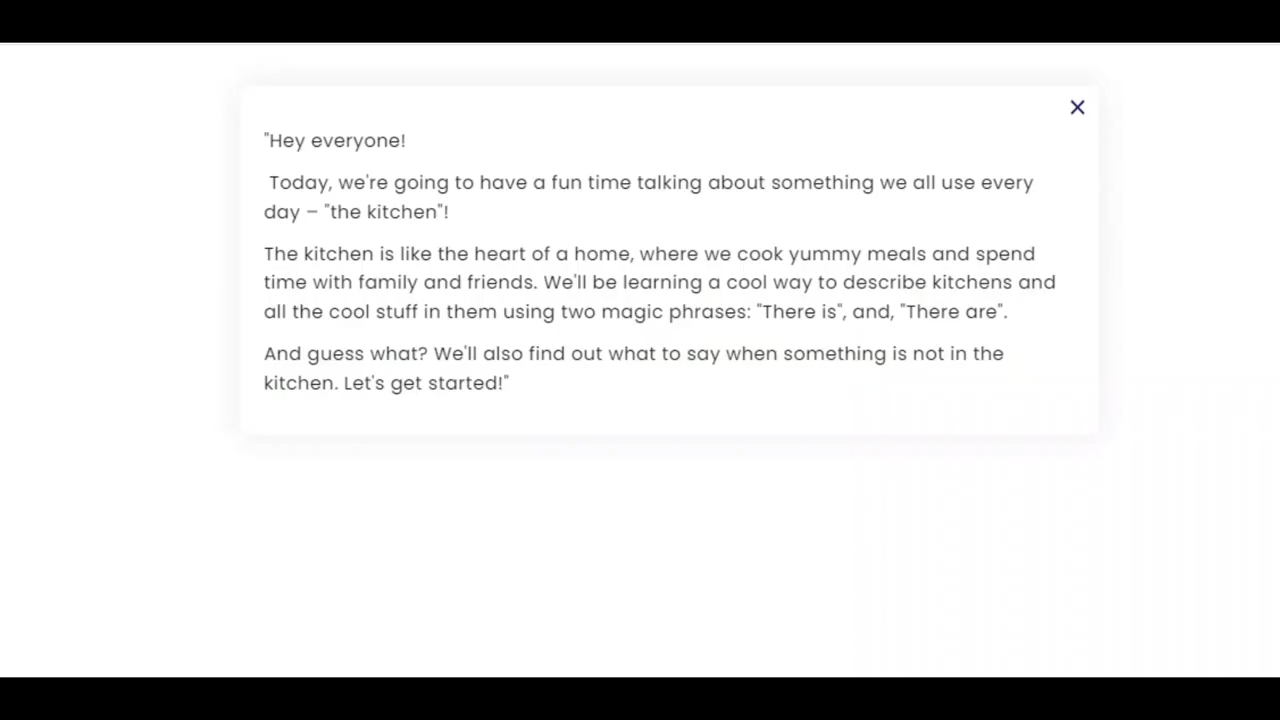 "Hey everyone!
Today, we're going to have a fun time talking about something we all use every
day – "the kitchen"!
The kitchen is like the heart of a home, where we cook yummy meals and spend
time with family and friends. We'll be learning a cool way to describe kitchens and
all the cool stuff in them using two magic phrases: "There is", and, "There are".
And guess what? We'll also find out what to say when something is not in the
kitchen. Let's get started!"